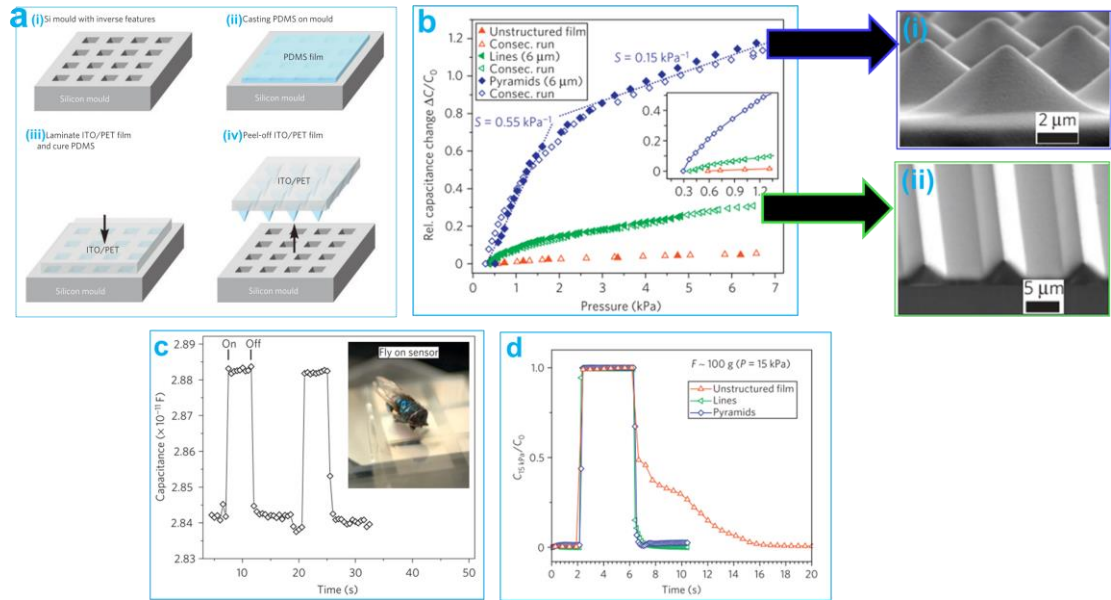 a
(i) Si mould with inverse features
Silicon mould
(ii) Casting PDMS on mould
PDMS film
Silicon mould
(iii) Laminate ITO/PET film
and cure PDMS
ITO/PET
Silicon mould
(iv) Peel-off ITO/PET film
ITO/PET
Silicon mould
b
Rel. capacitance change ΔC/C₀
1.2
1.0
0.8
0.6
0.4
0.2
0
Unstructured film
Consec. run
Lines (6 μm)
Consec. run
Pyramids (6 μm)
Consec. run
S = 0.15 kPa⁻¹
S = 0.55 kPa⁻¹
0.4
0.2
0
0.3 0.6 0.9 1.2
0 1 2 3 4 5 6 7
Pressure (kPa)
(i)
2 μm
(ii)
5 μm
c
Capacitance (× 10⁻¹¹ F)
2.89
2.88
2.87
2.86
2.85
2.84
2.83
On Off
Fly on sensor
10 20 30 40 50
Time (s)
d
C₁₅ ₖPₐ/C₀
1.0
0.5
0
F ~ 100 g (P = 15 kPa)
Unstructured film
Lines
Pyramids
0 2 4 6 8 10 12 14 16 18 20
Time (s)